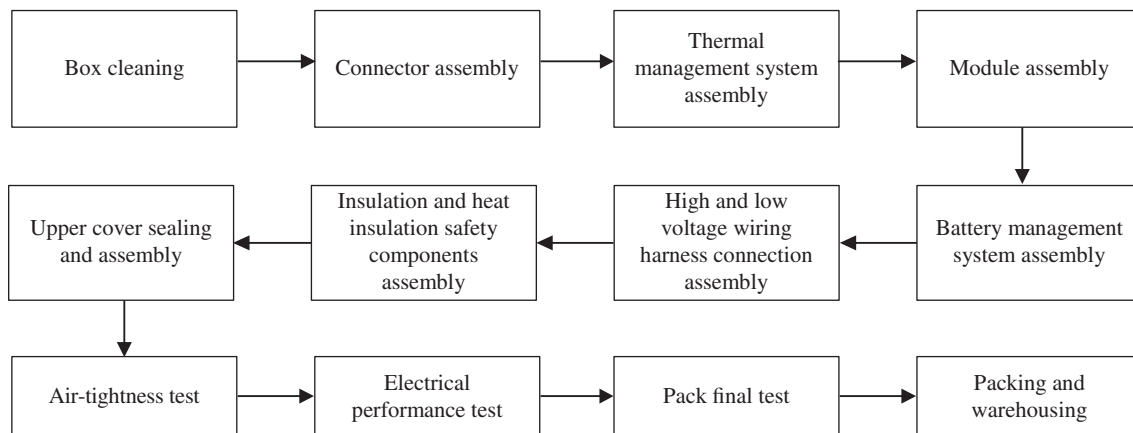 Box cleaning
Connector assembly
Thermal
management system
assembly
Module assembly
Battery management
system assembly
High and low
voltage wiring
harness connection
assembly
Insulation and heat
insulation safety
components
assembly
Upper cover sealing
and assembly
Air-tightness test
Electrical
performance test
Pack final test
Packing and
warehousing